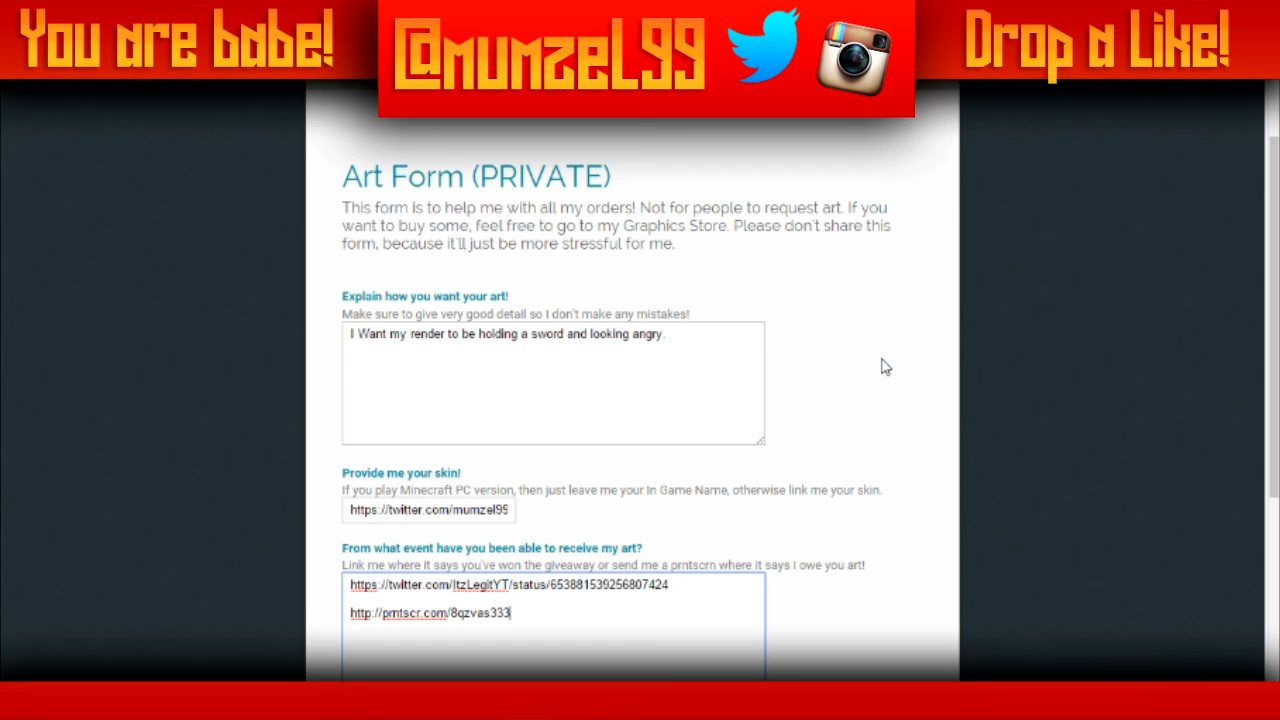 You are babe!
@mumzel99
Drop a Like!
Art Form (PRIVATE)
This form is to help me with all my orders! Not for people to request art. If you
want to buy some, feel free to go to my Graphics Store. Please don't share this
form, because it'll just be more stressful for me.
Explain how you want your art!
Make sure to give very good detail so I don't make any mistakes!
I Want my render to be holding a sword and looking angry.
Provide me your skin!
If you play Minecraft PC version, then just leave me your In Game Name, otherwise link me your skin.
https://twitter.com/mumzel99
From what event have you been able to receive my art?
Link me where it says you've won the giveaway or send me a prntscrn where it says I owe you art!
https://twitter.com/ItzLegitYT/status/653881539256807424
http://prntscr.com/8qzvas333